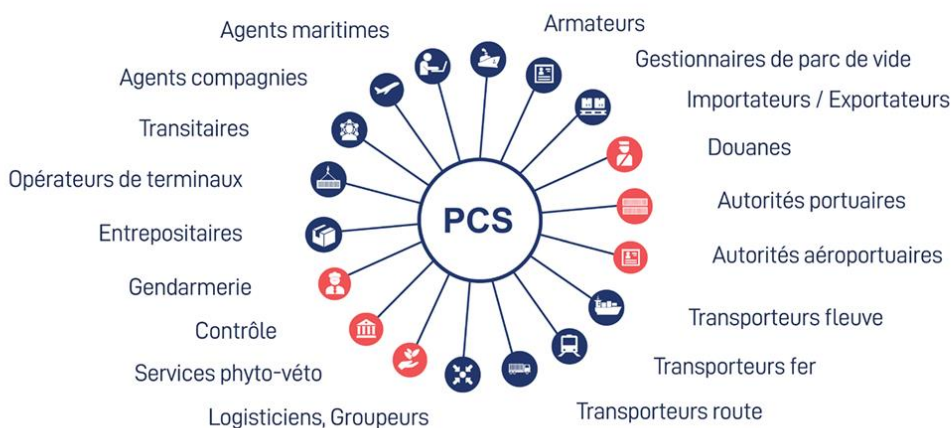 Agents maritimes
Armateurs
Gestionnaires de parc de vide
Agents compagnies
Importateurs / Exportateurs
Transitaires
Douanes
Opérateurs de terminaux
Autorités portuaires
PCS
Entrepositaires
Autorités aéroportuaires
Gendarmerie
Transporteurs fleuve
Contrôle
Transporteurs fer
Services phyto-véto
Transporteurs route
Logisticiens, Groupeurs